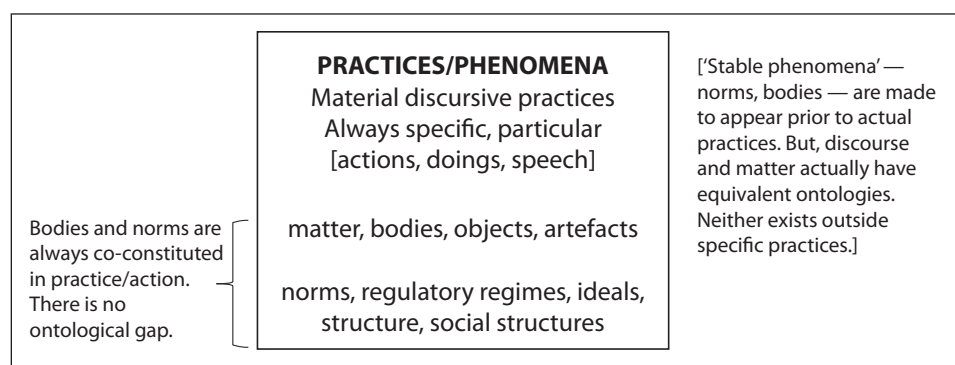 PRACTICES/PHENOMENA
Material discursive practices
Always specific, particular
[actions, doings, speech]
matter, bodies, objects, artefacts
norms, regulatory regimes, ideals,
structure, social structures
Bodies and norms are
always co-constituted
in practice/action.
There is no
ontological gap.
[‘Stable phenomena’ —
norms, bodies — are made
to appear prior to actual
practices. But, discourse
and matter actually have
equivalent ontologies.
Neither exists outside
specific practices.]